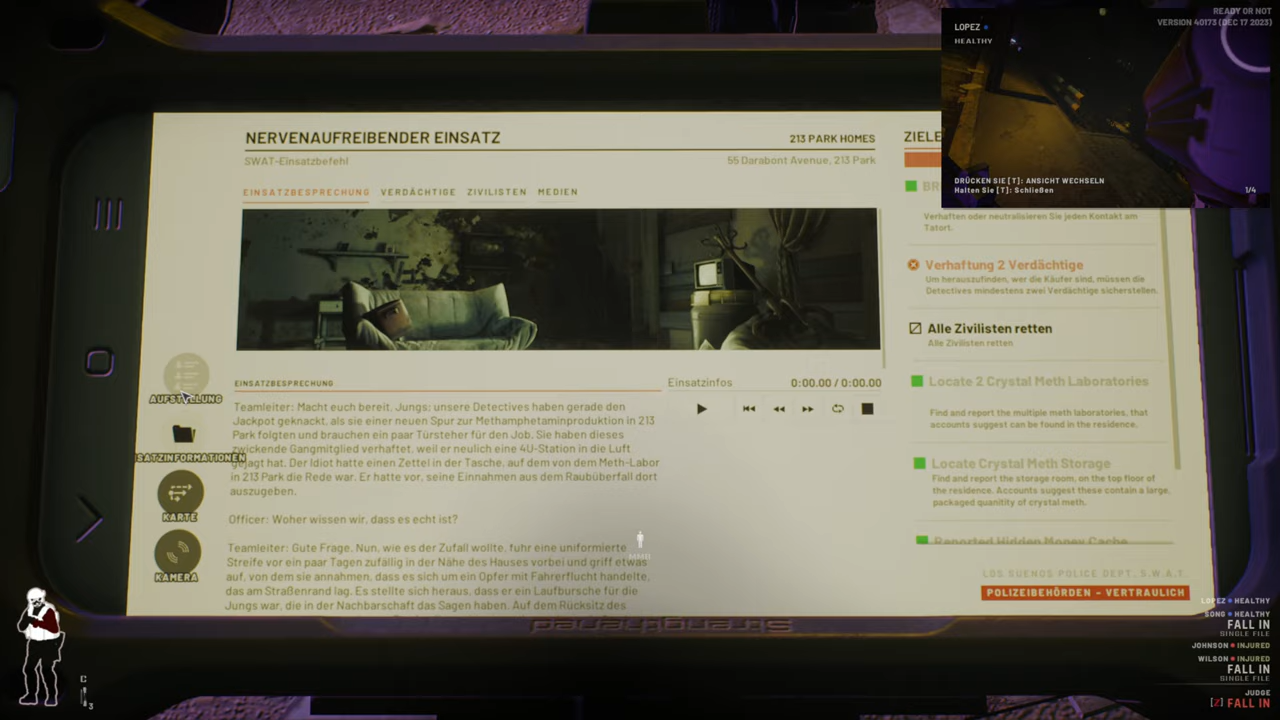 READY OR NOT
VERSION 40173 (DEC 17 2023)
LOPEZ
HEALTHY
DRÜCKEN SIE [T]: ANSICHT WECHSELN
Halten Sie [T]: Schließen
1/4
NERVENAUFREIBENDER EINSATZ
213 PARK HOMES
SWAT-Einsatzbefehl
55 Darabont Avenue, 213 Park
EINSATZBESPRECHUNG VERDÄCHTIGE ZIVILISTEN MEDIEN
EINSATZBESPRECHUNG
Einsatzinfos 0:00.00 / 0:00.00
Teamleiter: Macht euch bereit, Jungs; unsere Detectives haben gerade den
Jackpot geknackt, als sie einer neuen Spur zur Methamphetaminproduktion in 213
Park folgten und brauchen ein paar Türsteher für den Job. Sie haben dieses
zwickende Gangmitglied verhaftet, weil er neulich eine 4U-Station in die Luft
gejagt hat. Der Idiot hatte einen Zettel in der Tasche, auf dem von dem Meth-Labor
in 213 Park die Rede war. Er hatte vor, seine Einnahmen aus dem Raubüberfall dort
auszugeben.
Officer: Woher wissen wir, dass es echt ist?
Teamleiter: Gute Frage. Nun, wie es der Zufall wollte, fuhr eine uniformierte
Streife vor ein paar Tagen zufällig in der Nähe des Hauses vorbei und griff etwas
auf, von dem sie annahmen, dass es sich um ein Opfer mit Fahrerflucht handelte,
das am Straßenrand lag. Es stellte sich heraus, dass er ein Laufbursche für die
Jungs war, die in der Nachbarschaft das Sagen haben. Auf dem Rücksitz des
AUFSTELLUNG
SATZINFORMATIONEN
KARTE
KAMERA
ZIELE
BR
Verhaften oder neutralisieren Sie jeden Kontakt am
Tatort.
Verhaftung 2 Verdächtige
Um herauszufinden, wer die Käufer sind, müssen die
Detectives mindestens zwei Verdächtige sicherstellen.
Alle Zivilisten retten
Alle Zivilisten retten
Locate 2 Crystal Meth Laboratories
Find and report the multiple meth laboratories, that
accounts suggest can be found in the residence.
Locate Crystal Meth Storage
Find and report the storage room, on the top floor of
the residence. Accounts suggest these contain a large,
packaged quanitity of crystal meth.
Reported Hidden Money Cache
LOS SUENOS POLICE DEPT. S.W.A.T.
POLIZEIBEHÖRDEN - VERTRAULICH
strengthened
LOPEZ HEALTHY
SONG HEALTHY
FALL IN
SINGLE FILE
JOHNSON INJURED
WILSON INJURED
FALL IN
SINGLE FILE
JUDGE
[Z] FALL IN
C
3